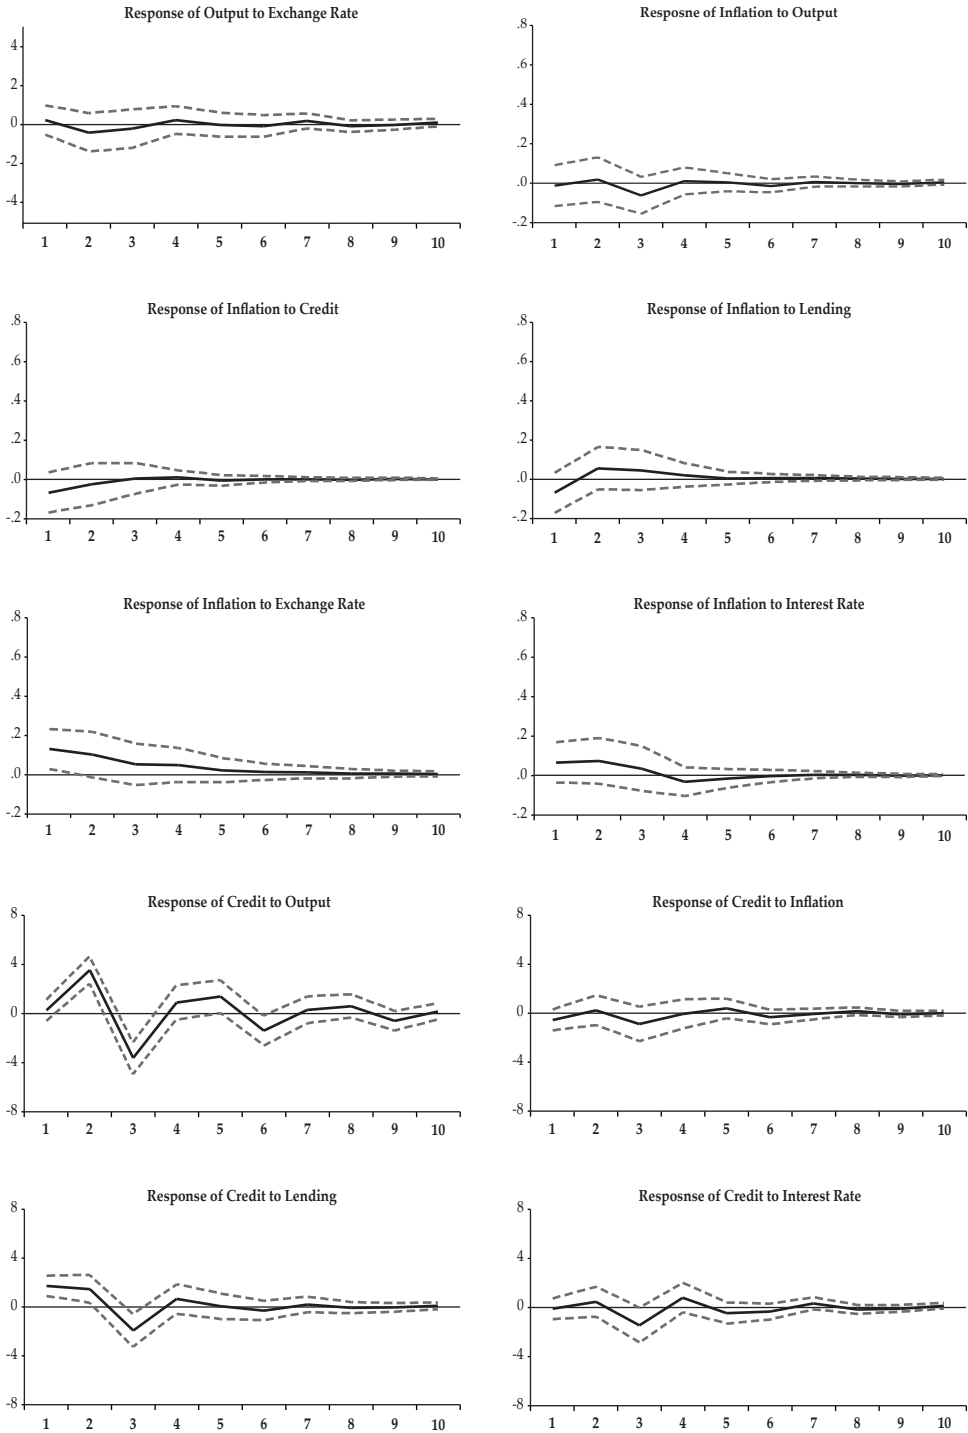 Response of Output to Exchange Rate
4
2
0
-2
-4
1 2 3 4 5 6 7 8 9 10
Resposne of Inflation to Output
.8
.6
.4
.2
.0
-.2
1 2 3 4 5 6 7 8 9 10
Response of Inflation to Credit
.8
.6
.4
.2
.0
-.2
1 2 3 4 5 6 7 8 9 10
Response of Inflation to Lending
.8
.6
.4
.2
.0
-.2
1 2 3 4 5 6 7 8 9 10
Response of Inflation to Exchange Rate
.8
.6
.4
.2
.0
-.2
1 2 3 4 5 6 7 8 9 10
Response of Inflation to Interest Rate
.8
.6
.4
.2
.0
-.2
1 2 3 4 5 6 7 8 9 10
Response of Credit to Output
8
4
0
-4
-8
1 2 3 4 5 6 7 8 9 10
Response of Credit to Inflation
8
4
0
-4
-8
1 2 3 4 5 6 7 8 9 10
Response of Credit to Lending
8
4
0
-4
-8
1 2 3 4 5 6 7 8 9 10
Resposnse of Credit to Interest Rate
8
4
0
-4
-8
1 2 3 4 5 6 7 8 9 10